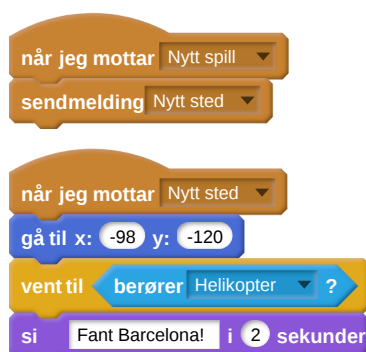 når jeg mottar Nytt spill
sendmelding Nytt sted
når jeg mottar Nytt sted
gå til x: -98 y: -120
vent til berører Helikopter ?
si Fant Barcelona! i 2 sekunder